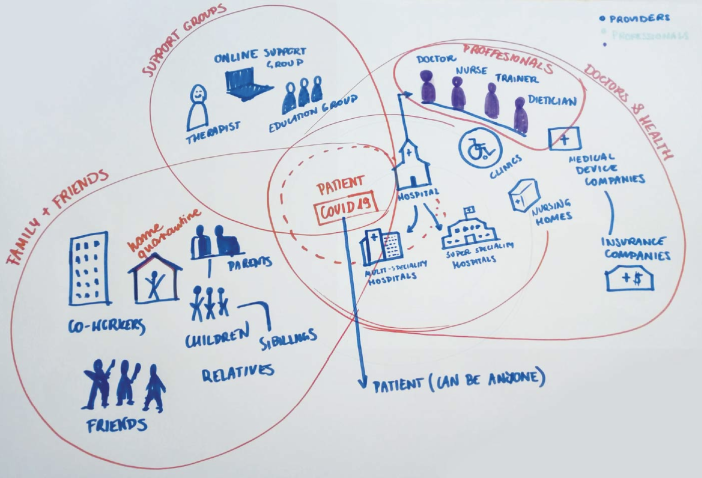 SUPPORT GROUPS
ONLINE SUPPORT
GROUP
THERAPIST
EDUCATION GROUP
PROVIDERS
PROFESSIONALS
PROFFESIONALS
DOCTOR
NURSE
TRAINER
DIETICIAN
DOCTORS & HEALTH
CLINICS
MEDICAL
DEVICE
COMPANIES
HOSPITAL
NURSING
HOMES
INSURANCE
COMPANIES
+$
MULTI-SPECIALITY
HOSPITALS
SUPER SPECIALITY
HOSPITALS
PATIENT
COVID 19
FAMILY + FRIENDS
home
quarantine
PARENTS
CO-WORKERS
CHILDREN
SIBILLINGS
RELATIVES
FRIENDS
PATIENT (CAN BE ANYONE)